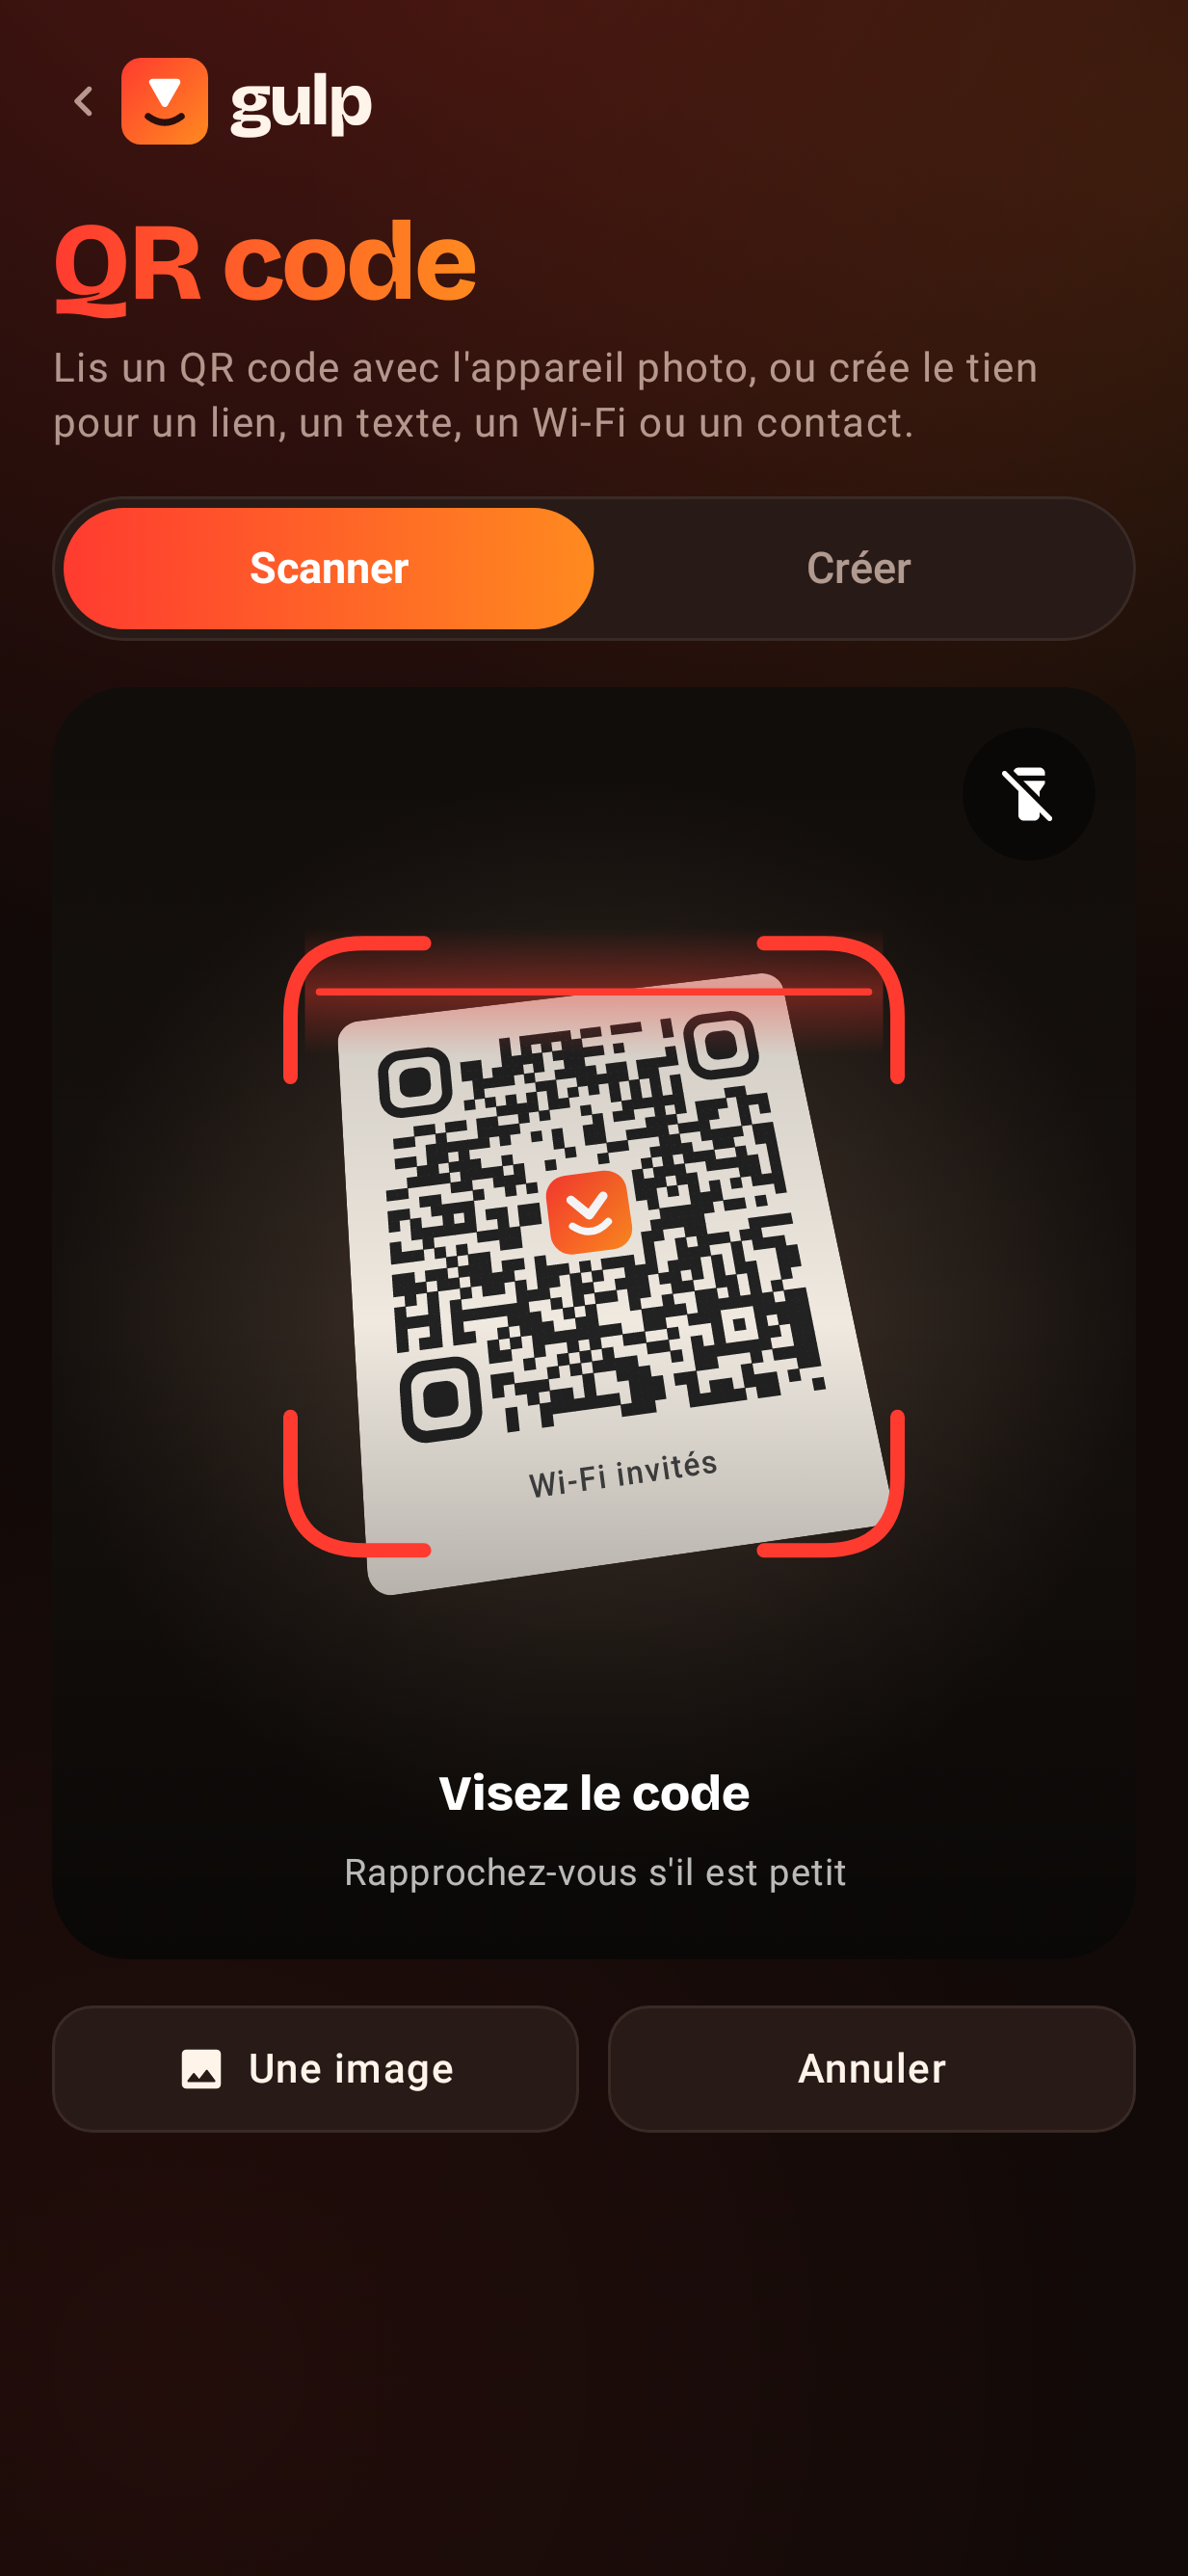 gulp
QR code
Lis un QR code avec l'appareil photo, ou crée le tien
pour un lien, un texte, un Wi-Fi ou un contact.
Scanner
Créer
Wi-Fi invités
Visez le code
Rapprochez-vous s'il est petit
Une image
Annuler